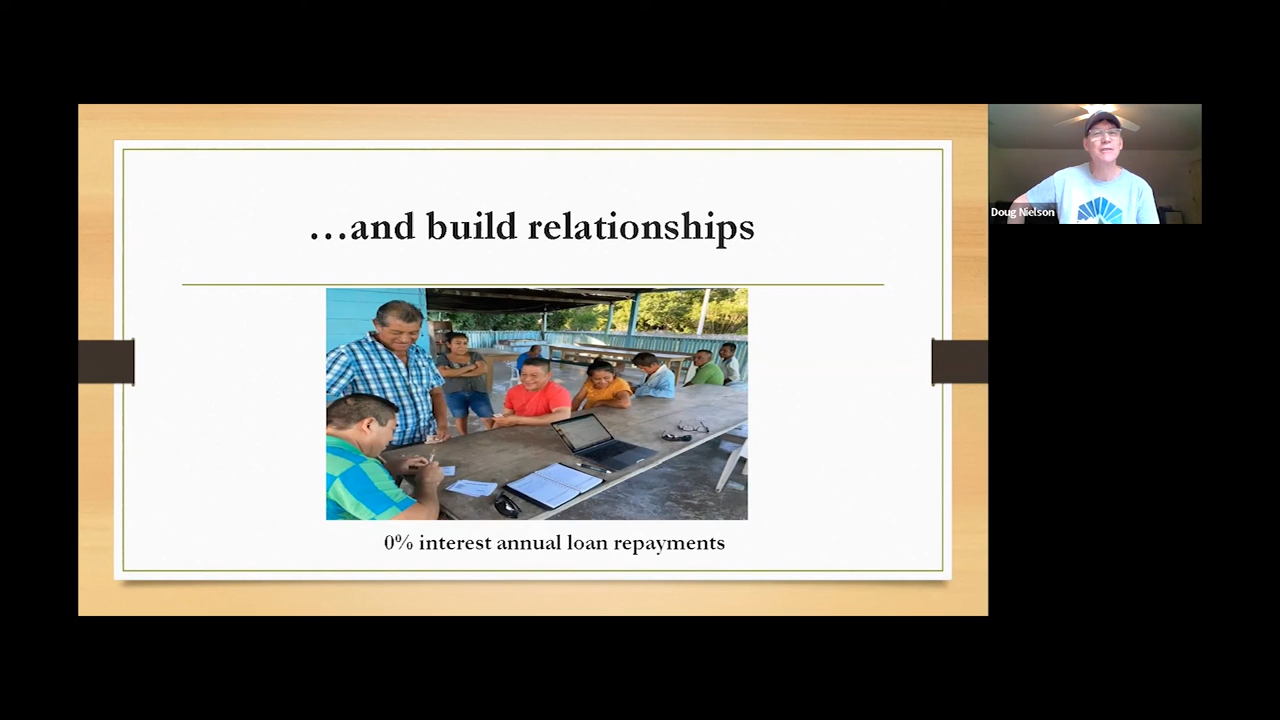 …and build relationships
0% interest annual loan repayments
Doug Nielson